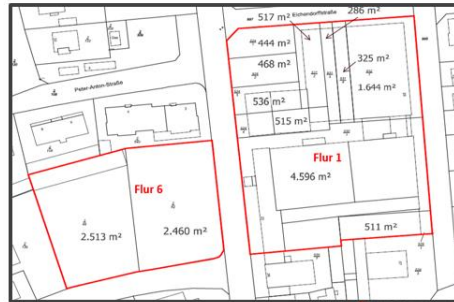 517 m²
Eichendorffstraße
286 m²
444 m²
468 m²
325 m²
1.644 m²
Peter-Anton-Straße
536 m²
515 m²
Flur 1
4.596 m²
Flur 6
2.513 m²
2.460 m²
511 m²